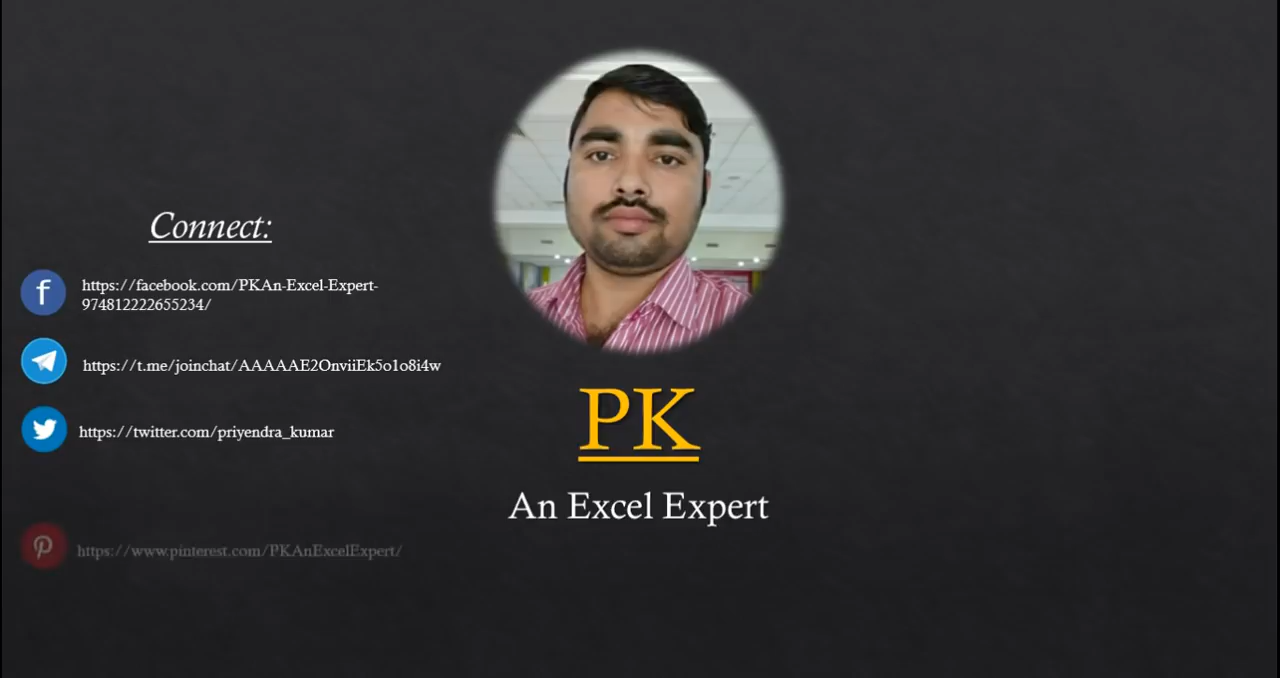 Connect:
https://facebook.com/PKAn-Excel-Expert-
974812222655234/
https://t.me/joinchat/AAAAAE2OnviiEk5o1o8i4w
https://twitter.com/priyendra_kumar
https://www.pinterest.com/PKAnExcelExpert/
PK
An Excel Expert